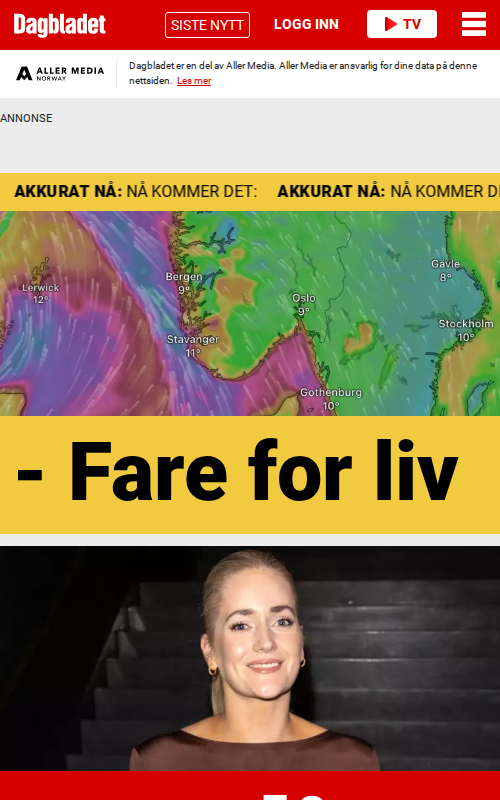 Dagbladet
SISTE NYTT
LOGG INN
TV
ALLER MEDIA
NORWAY
Dagbladet er en del av Aller Media. Aller Media er ansvarlig for dine data på denne
nettsiden. Les mer
ANNONSE
AKKURAT NÅ: NÅ KOMMER DET: AKKURAT NÅ: NÅ KOMMER
Lerwick
12°
Bergen
9°
Oslo
9°
Gävle
8°
Stavanger
11°
Stockholm
10°
Gothenburg
10°
- Fare for liv